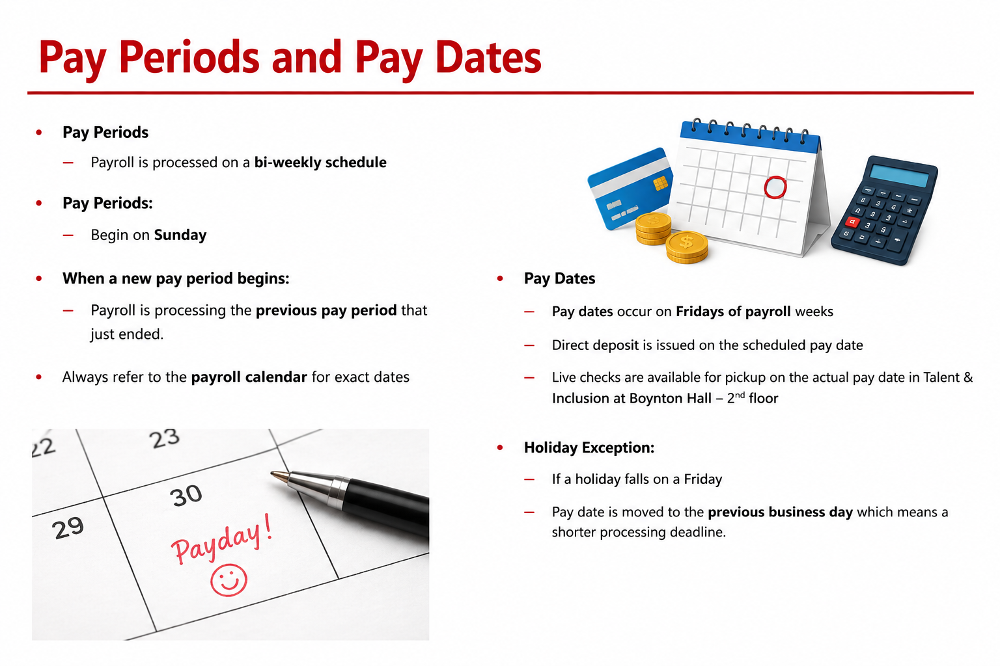 Pay Periods and Pay Dates
• Pay Periods
– Payroll is processed on a bi-weekly schedule
• Pay Periods:
– Begin on Sunday
• When a new pay period begins:
– Payroll is processing the previous pay period that
just ended.
• Always refer to the payroll calendar for exact dates
22
23
29
30
Payday!
$
• Pay Dates
– Pay dates occur on Fridays of payroll weeks
– Direct deposit is issued on the scheduled pay date
– Live checks are available for pickup on the actual pay date in Talent &
Inclusion at Boynton Hall – 2nd floor
• Holiday Exception:
– If a holiday falls on a Friday
– Pay date is moved to the previous business day which means a
shorter processing deadline.